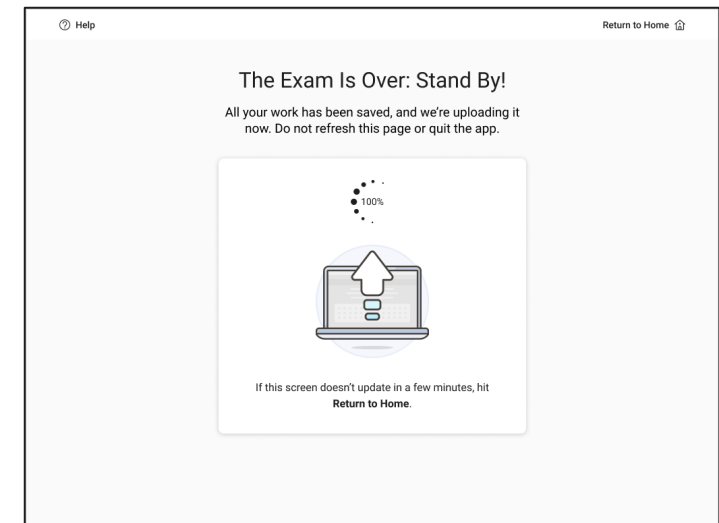 Help
Return to Home
The Exam Is Over: Stand By!
All your work has been saved, and we're uploading it
now. Do not refresh this page or quit the app.
100%
If this screen doesn't update in a few minutes, hit
Return to Home.